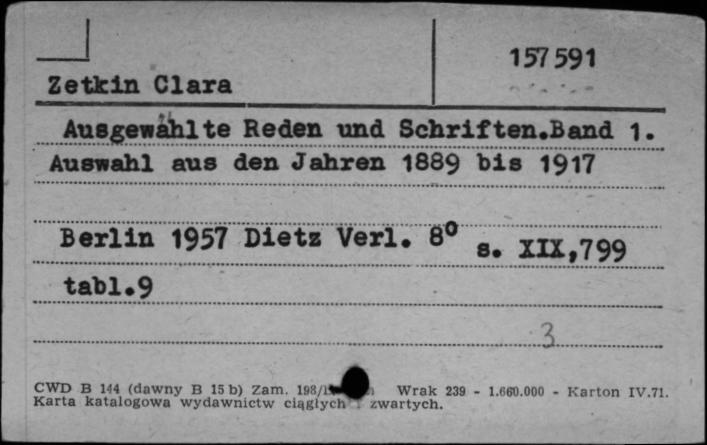 157591
Zetkin Clara
Ausgewählte Reden und Schriften.Band 1.
Auswahl aus den Jahren 1889 bis 1917
Berlin 1957 Dietz Verl. 8⁰ s. XIX,799
tabl.9
3
CWD B 144 (dawny B 15 b) Zam. Wrak 239 - 1.660.000 - Karton IV.71.
Karta katalogowa wydawnictw ciągłych i zwartych.